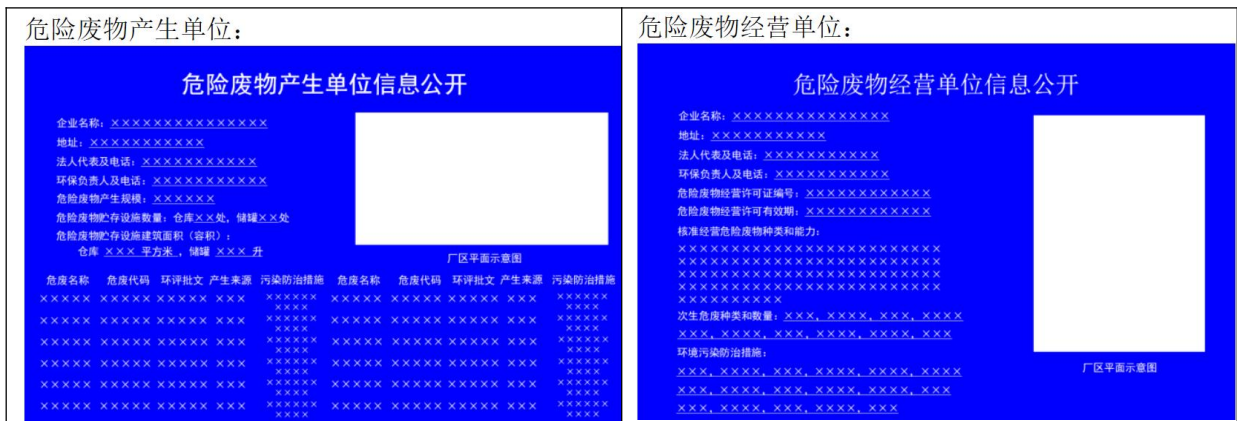 危险废物产生单位:
危险废物产生单位信息公开
企业名称: ×××××××××××××××
地址: ×××××××××××
法人代表及电话: ×××××××××××
环保负责人及电话: ×××××××××××
危险废物产生规模: ××××××
危险废物贮存设施数量: 仓库××处, 储罐××处
危险废物贮存设施建筑面积(容积):
仓库 ××× 平方米, 储罐 ××× 升
厂区平面示意图
危废名称 危废代码 环评批文 产生来源 污染防治措施 危废名称 危废代码 环评批文 产生来源 污染防治措施
××××× ××××× ××××× ××× ×××××× ××××× ××××× ××××× ××× ××××××
×××× ××××
××××× ××××× ××××× ××× ×××××× ××××× ××××× ××××× ××× ××××××
×××× ××××
××××× ××××× ××××× ××× ×××××× ××××× ××××× ××××× ××× ××××××
×××× ××××
××××× ××××× ××××× ××× ×××××× ××××× ××××× ××××× ××× ××××××
×××× ××××
××××× ××××× ××××× ××× ×××××× ××××× ××××× ××××× ××× ××××××
×××× ××××
××××× ××××× ××××× ××× ×××××× ××××× ××××× ××××× ××× ××××××
×××× ××××
危险废物经营单位:
危险废物经营单位信息公开
企业名称: ×××××××××××××××
地址: ×××××××××××
法人代表及电话: ×××××××××××
环保负责人及电话: ×××××××××××
危险废物经营许可证编号: ××××××××××××
危险废物经营许可有效期: ××××××××××××
核准经营危险废物种类和能力:
×××××××××××××××××××××××××
×××××××××××××××××××××××××
×××××××××××××××××××××××××
×××××××××××××××××××××××××
××××××××××
次生危废种类和数量: ×××, ××××, ×××, ××××
×××, ××××, ××××, ××××, ×××
环境污染防治措施:
×××, ××××, ×××, ××××, ××××, ××××
×××, ××××, ×××, ××××, ××××, ×××
×××, ××××, ×××, ××××, ×××
厂区平面示意图